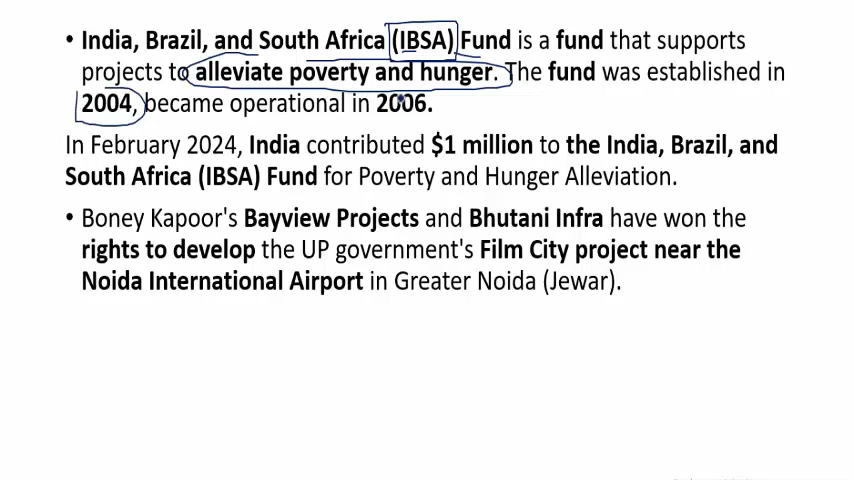 • India, Brazil, and South Africa (IBSA) Fund is a fund that supports
projects to alleviate poverty and hunger. The fund was established in
2004, became operational in 2006.
In February 2024, India contributed $1 million to the India, Brazil, and
South Africa (IBSA) Fund for Poverty and Hunger Alleviation.
• Boney Kapoor's Bayview Projects and Bhutani Infra have won the
rights to develop the UP government's Film City project near the
Noida International Airport in Greater Noida (Jewar).